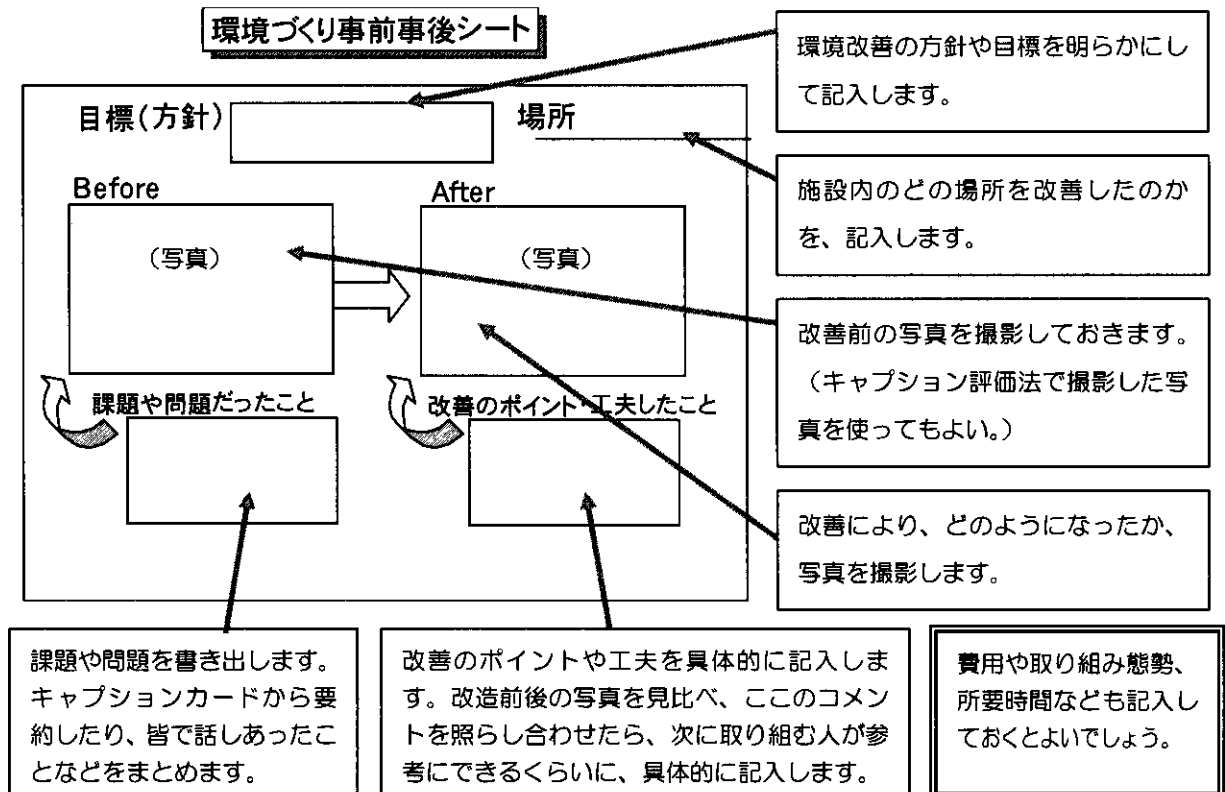 環境づくり事前事後シート
目標(方針)
場所
Before
After
(写真)
(写真)
課題や問題だったこと
改善のポイント・工夫したこと
環境改善の方針や目標を明らかにし
て記入します。
施設内のどの場所を改善したのか
を、記入します。
改善前の写真を撮影しておきます。
(キャプション評価法で撮影した写
真を使ってもよい。)
改善により、どのようになったか、
写真を撮影します。
課題や問題を書き出します。
キャプションカードから要
約したり、皆で話しあったこ
となどをまとめます。
改善のポイントや工夫を具体的に記入しま
す。改造前後の写真を見比べ、ここのコメン
トを照らし合わせたら、次に取り組む人が参
考にできるくらいに、具体的に記入します。
費用や取り組み態勢、
所要時間なども記入し
ておくとよいでしょう。